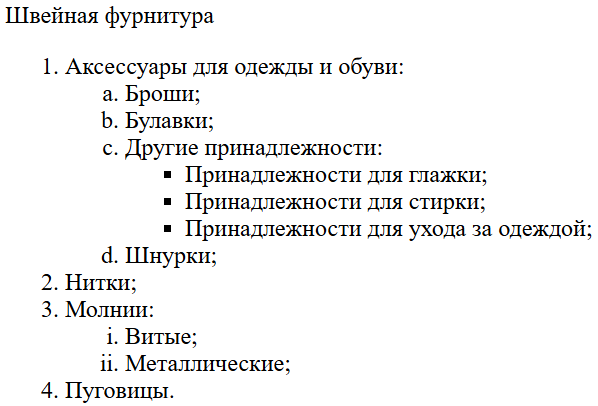 Швейная фурнитура
1. Аксессуары для одежды и обуви:
a. Броши;
b. Булавки;
c. Другие принадлежности:
▪ Принадлежности для глажки;
▪ Принадлежности для стирки;
▪ Принадлежности для ухода за одеждой;
d. Шнурки;
2. Нитки;
3. Молнии:
i. Витые;
ii. Металлические;
4. Пуговицы.